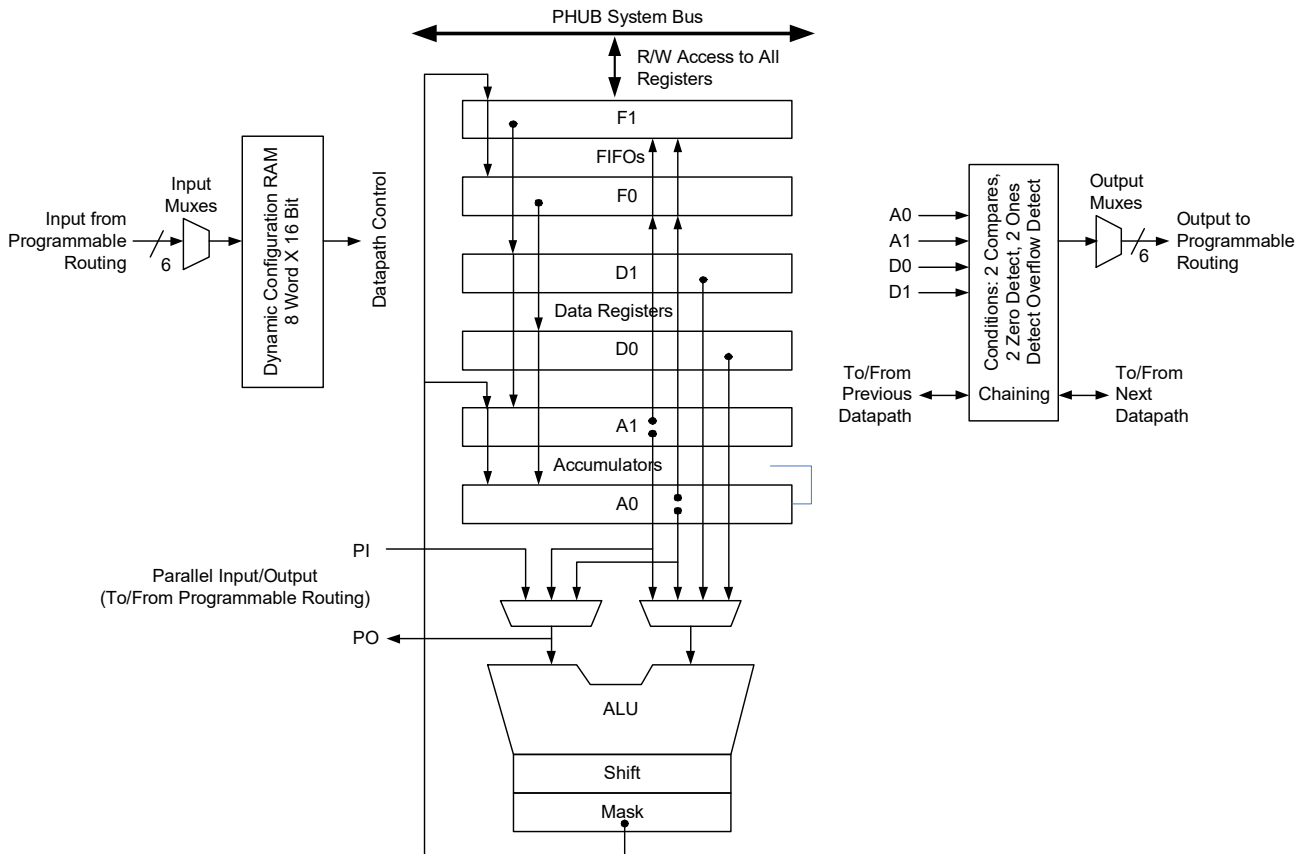 PHUB System Bus
R/W Access to All
Registers
F1
FIFOs
F0
D1
Data Registers
D0
A1
Accumulators
A0
Input from
Programmable
Routing
6
Input
Muxes
Dynamic Configuration RAM
8 Word X 16 Bit
Datapath Control
PI
Parallel Input/Output
(To/From Programmable Routing)
PO
ALU
Shift
Mask
A0
A1
D0
D1
Conditions: 2 Compares,
2 Zero Detect, 2 Ones
Detect Overflow Detect
Output
Muxes
6
Output to
Programmable
Routing
To/From
Previous
Datapath
Chaining
To/From
Next
Datapath